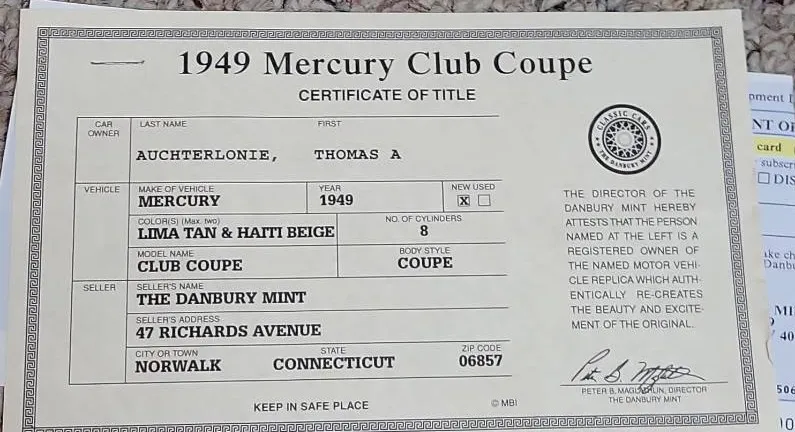 1949 Mercury Club Coupe
CERTIFICATE OF TITLE
CAR OWNER
LAST NAME FIRST
AUCHTERLONIE, THOMAS A
VEHICLE
MAKE OF VEHICLE YEAR NEW USED
MERCURY 1949 X
COLOR(S) (Max. two) NO. OF CYLINDERS
LIMA TAN & HAITI BEIGE 8
MODEL NAME BODY STYLE
CLUB COUPE COUPE
SELLER
SELLER'S NAME
THE DANBURY MINT
SELLER'S ADDRESS
47 RICHARDS AVENUE
CITY OR TOWN STATE ZIP CODE
NORWALK CONNECTICUT 06857
KEEP IN SAFE PLACE
© MBI
CLASSIC CARS
THE DANBURY MINT
THE DIRECTOR OF THE
DANBURY MINT HEREBY
ATTESTS THAT THE PERSON
NAMED AT THE LEFT IS A
REGISTERED OWNER OF
THE NAMED MOTOR VEHI-
CLE REPLICA WHICH AUTH-
ENTICALLY RE-CREATES
THE BEAUTY AND EXCITE-
MENT OF THE ORIGINAL.
PETER B. DIRECTOR
THE DANBURY MINT
card